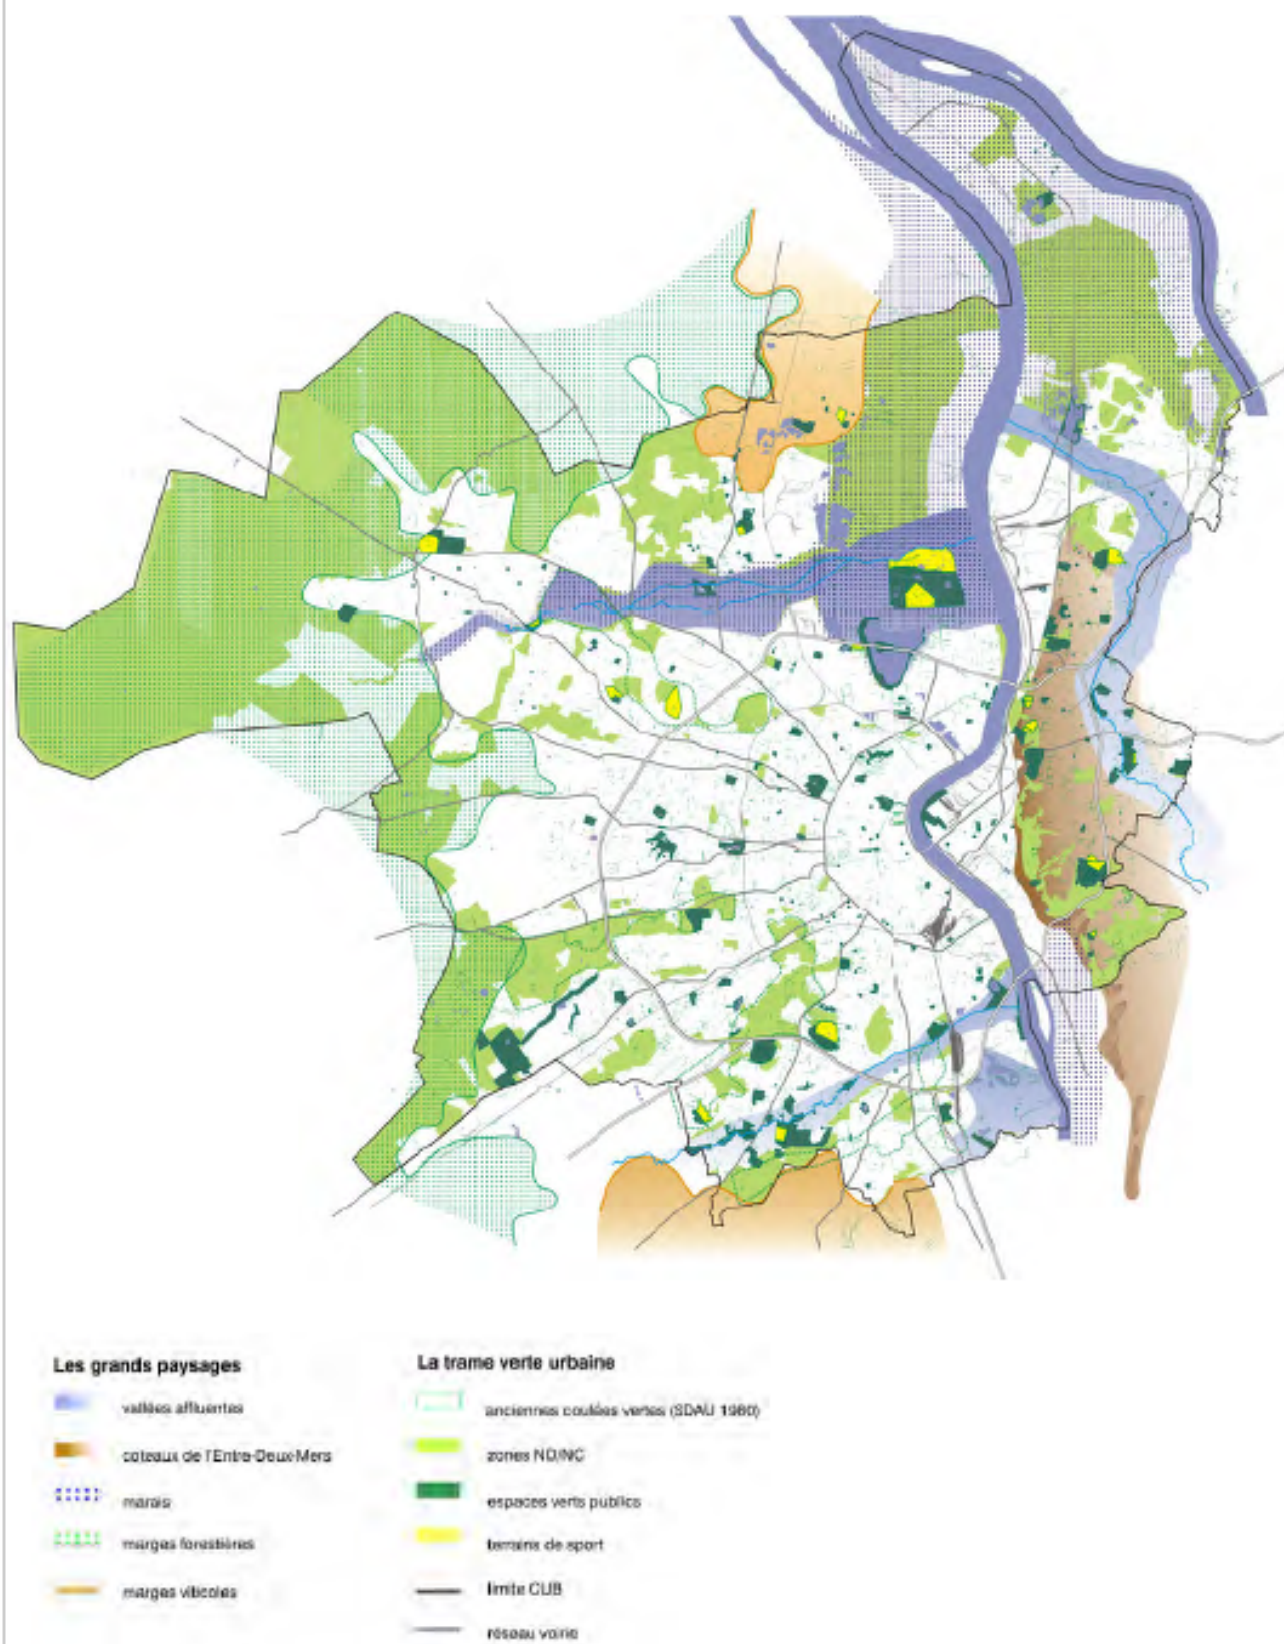 Les grands paysages
vallées affluentes
coteaux de l'Entre-Deux-Mers
marais
marges forestières
marges viticoles
La trame verte urbaine
anciennes coulées vertes (SDAU 1980)
zones ND/NC
espaces verts publics
terrains de sport
limite CUB
réseau voirie